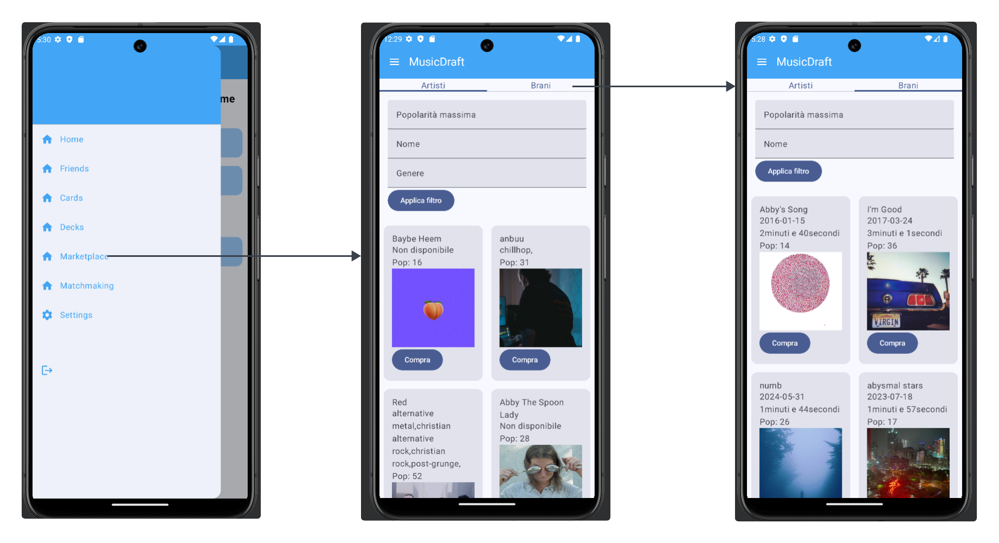 5:30
me
Home
Friends
Cards
Decks
Marketplace
Matchmaking
Settings
12:29
MusicDraft
Artisti Brani
Popolarità massima
Nome
Genere
Applica filtro
Baybe Heem
Non disponibile
Pop: 16
Compra
anbuu
chillhop,
Pop: 31
Compra
Red
alternative
metal,christian
alternative
rock,christian
rock,post-grunge,
Pop: 52
Abby The Spoon
Lady
Non disponibile
Pop: 28
5:28
MusicDraft
Artisti Brani
Popolarità massima
Nome
Applica filtro
Abby's Song
2016-01-15
2minuti e 40secondi
Pop: 14
Compra
I'm Good
2017-03-24
3minuti e 1secondi
Pop: 36
VIRGIN
Compra
numb
2024-05-31
1minuti e 44secondi
Pop: 26
abysmal stars
2023-07-18
1minuti e 57secondi
Pop: 17